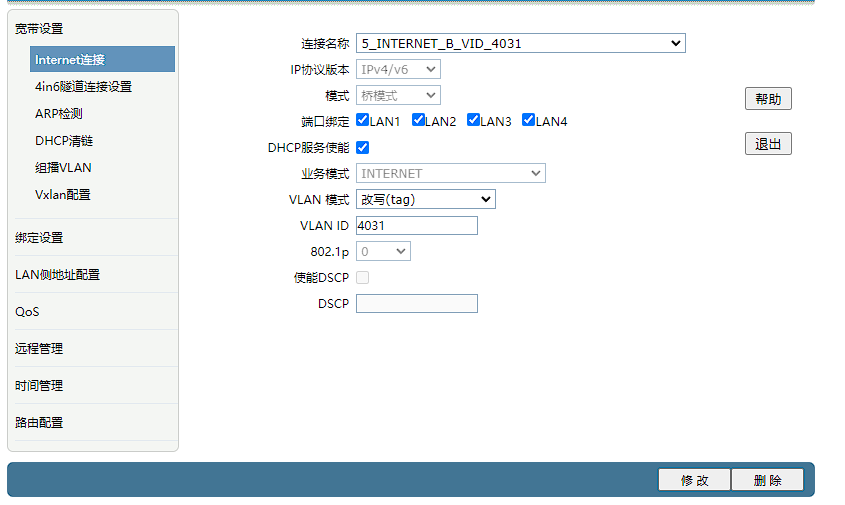 宽带设置
Internet连接
4in6隧道连接设置
ARP检测
DHCP清链
组播VLAN
Vxlan配置
绑定设置
LAN侧地址配置
QoS
远程管理
时间管理
路由配置
连接名称 5_INTERNET_B_VID_4031
IP协议版本 IPv4/v6
模式 桥模式
端口绑定 LAN1 LAN2 LAN3 LAN4
DHCP服务使能
业务模式 INTERNET
VLAN 模式 改写(tag)
VLAN ID 4031
802.1p 0
使能DSCP
DSCP
帮助
退出
修 改 删 除